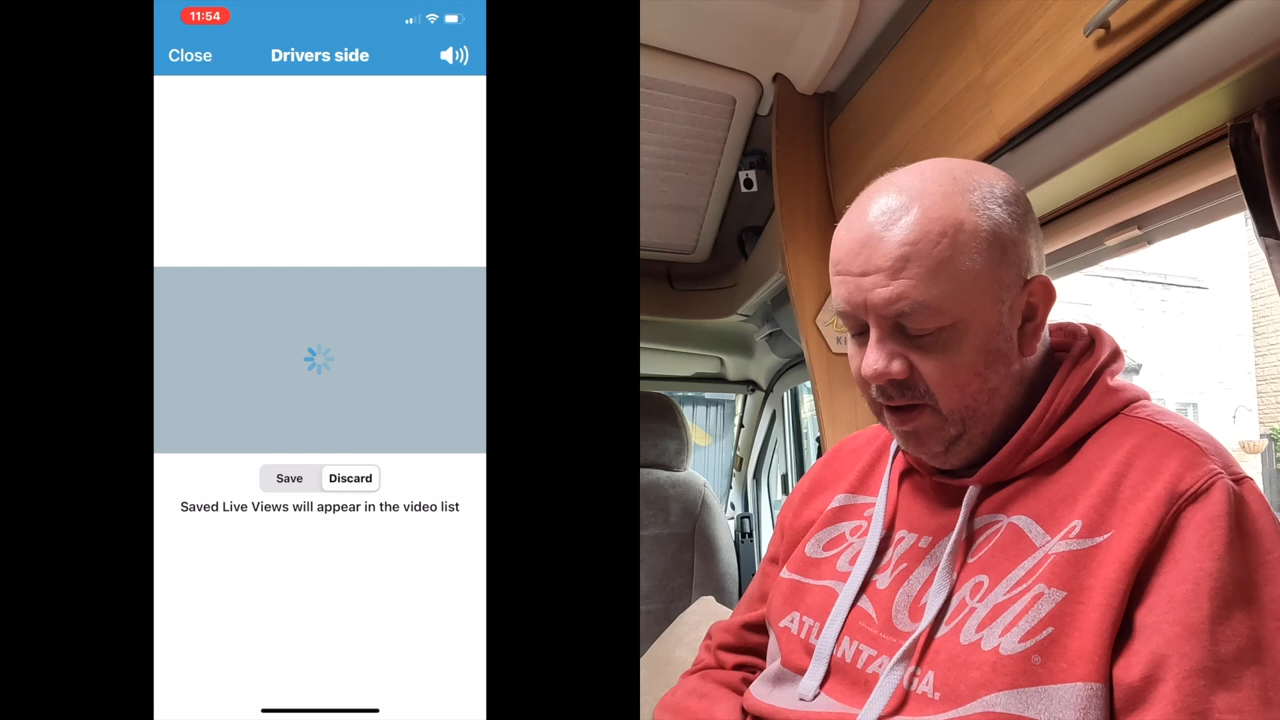 11:54
Close
Drivers side
Save
Discard
Saved Live Views will appear in the video list
KI
Coca-Cola
ATLANTA, GA.